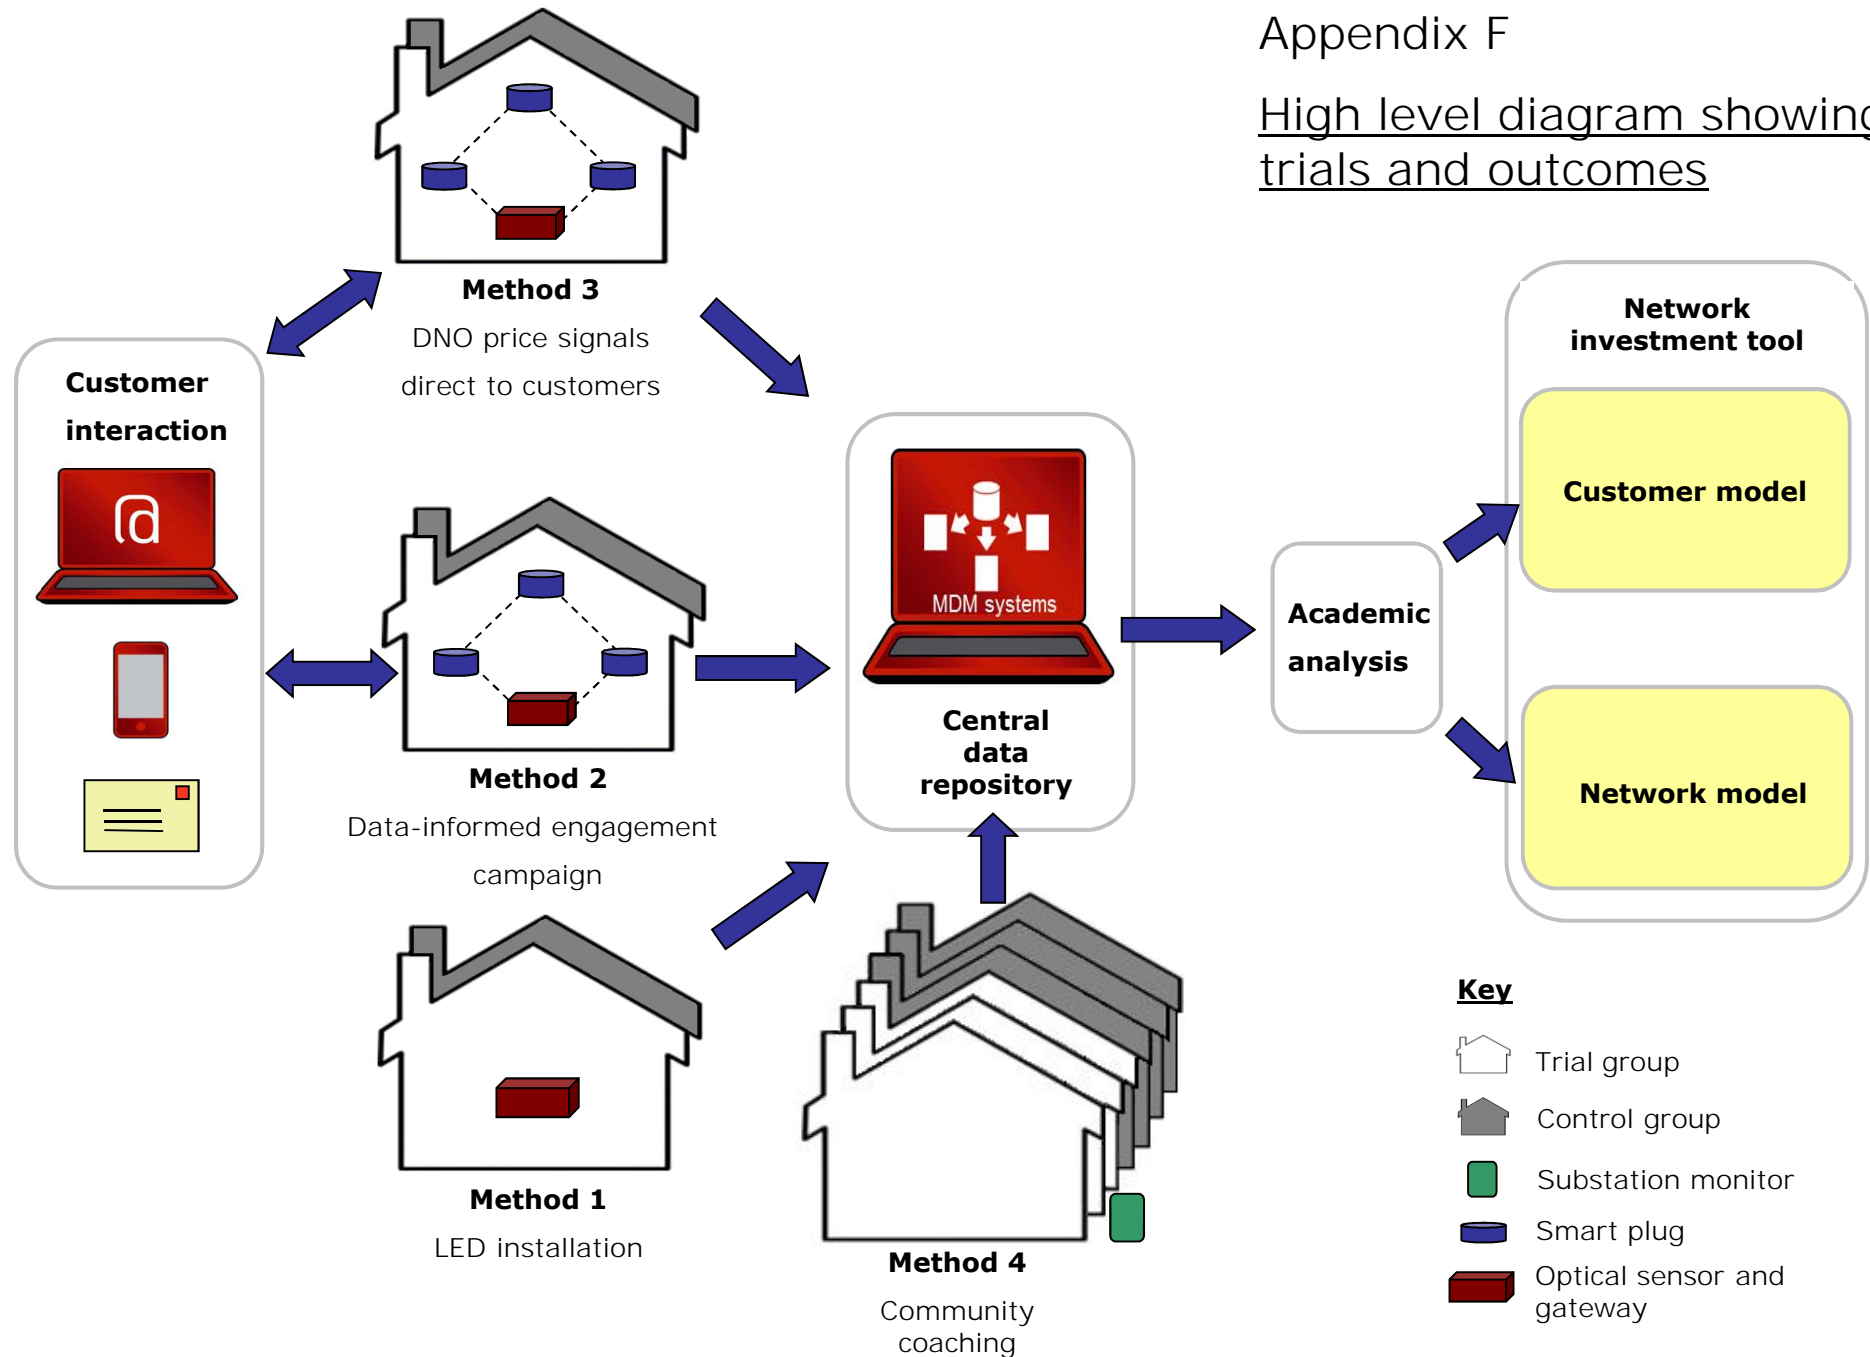 Appendix F
High level diagram showing
trials and outcomes
Method 3
DNO price signals
direct to customers
Customer
interaction
@
Method 2
Data-informed engagement
campaign
Method 1
LED installation
MDM systems
Central
data
repository
Method 4
Community
coaching
Academic
analysis
Network
investment tool
Customer model
Network model
Key
Trial group
Control group
Substation monitor
Smart plug
Optical sensor and
gateway